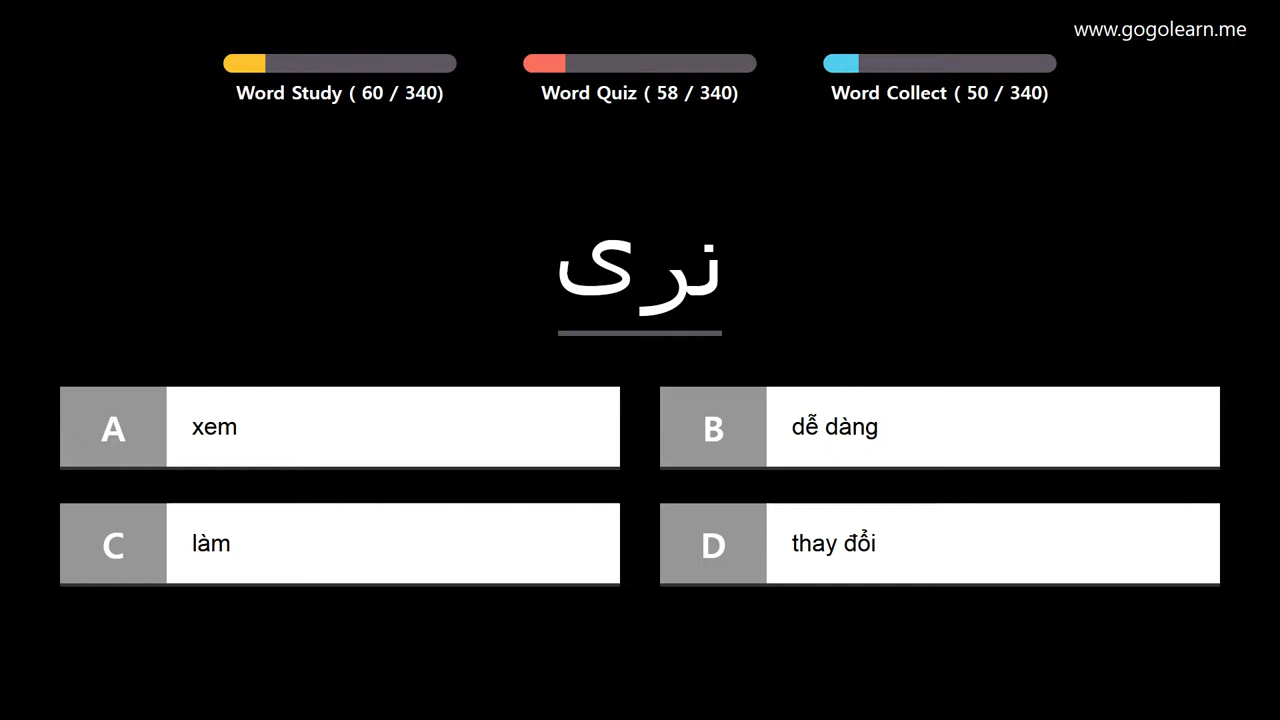 www.gogolearn.me
Word Study ( 60 / 340)
Word Quiz ( 58 / 340)
Word Collect ( 50 / 340)
نرى
A
xem
B
dễ dàng
C
làm
D
thay đổi